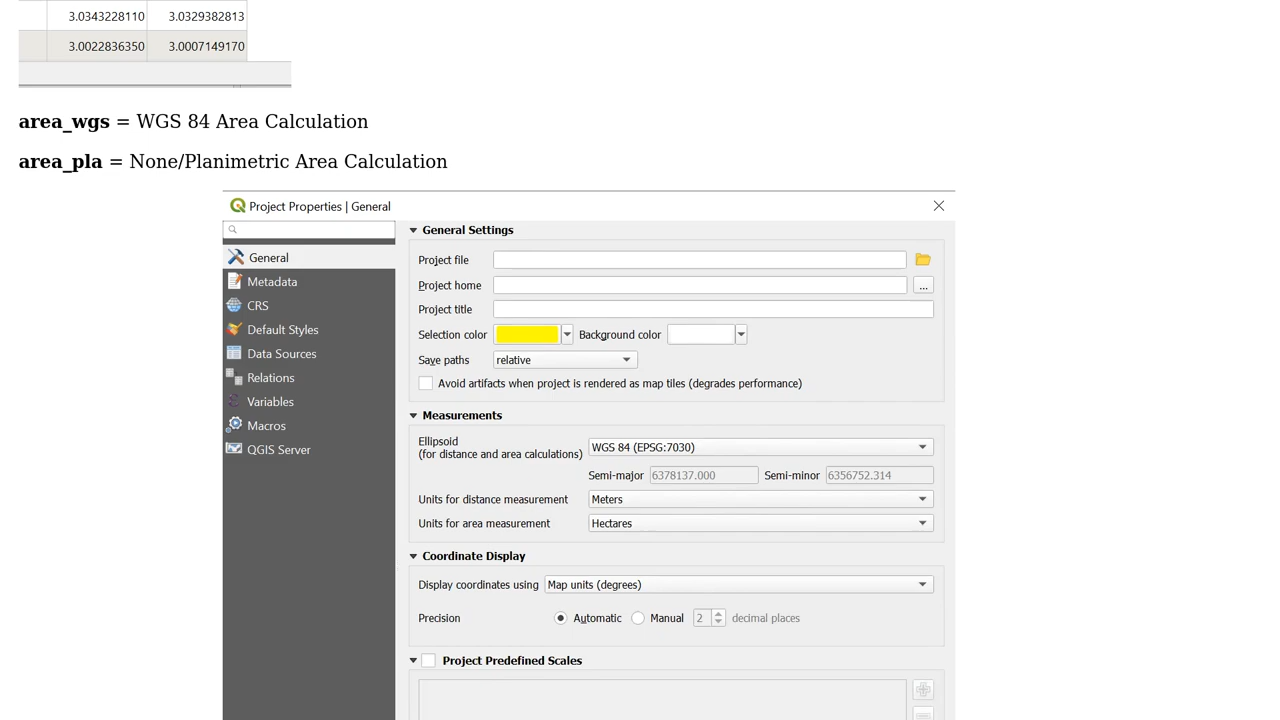 3.0343228110 3.0329382813
3.0022836350 3.0007149170
area_wgs = WGS 84 Area Calculation
area_pla = None/Planimetric Area Calculation
Project Properties | General
General
Metadata
CRS
Default Styles
Data Sources
Relations
Variables
Macros
QGIS Server
General Settings
Project file
Project home ...
Project title
Selection color Background color
Save paths relative
Avoid artifacts when project is rendered as map tiles (degrades performance)
Measurements
Ellipsoid
(for distance and area calculations) WGS 84 (EPSG:7030)
Semi-major 6378137.000 Semi-minor 6356752.314
Units for distance measurement Meters
Units for area measurement Hectares
Coordinate Display
Display coordinates using Map units (degrees)
Precision Automatic Manual 2 decimal places
Project Predefined Scales